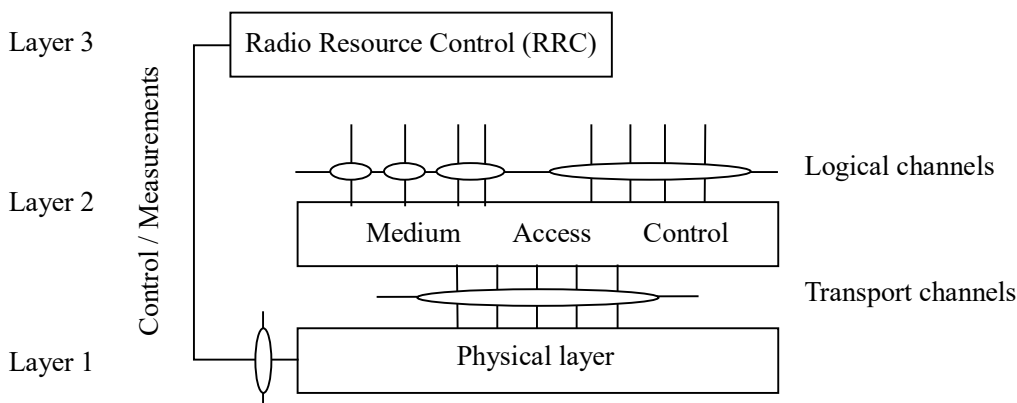 Layer 3
Radio Resource Control (RRC)
Control / Measurements
Logical channels
Layer 2
Medium Access Control
Transport channels
Layer 1
Physical layer